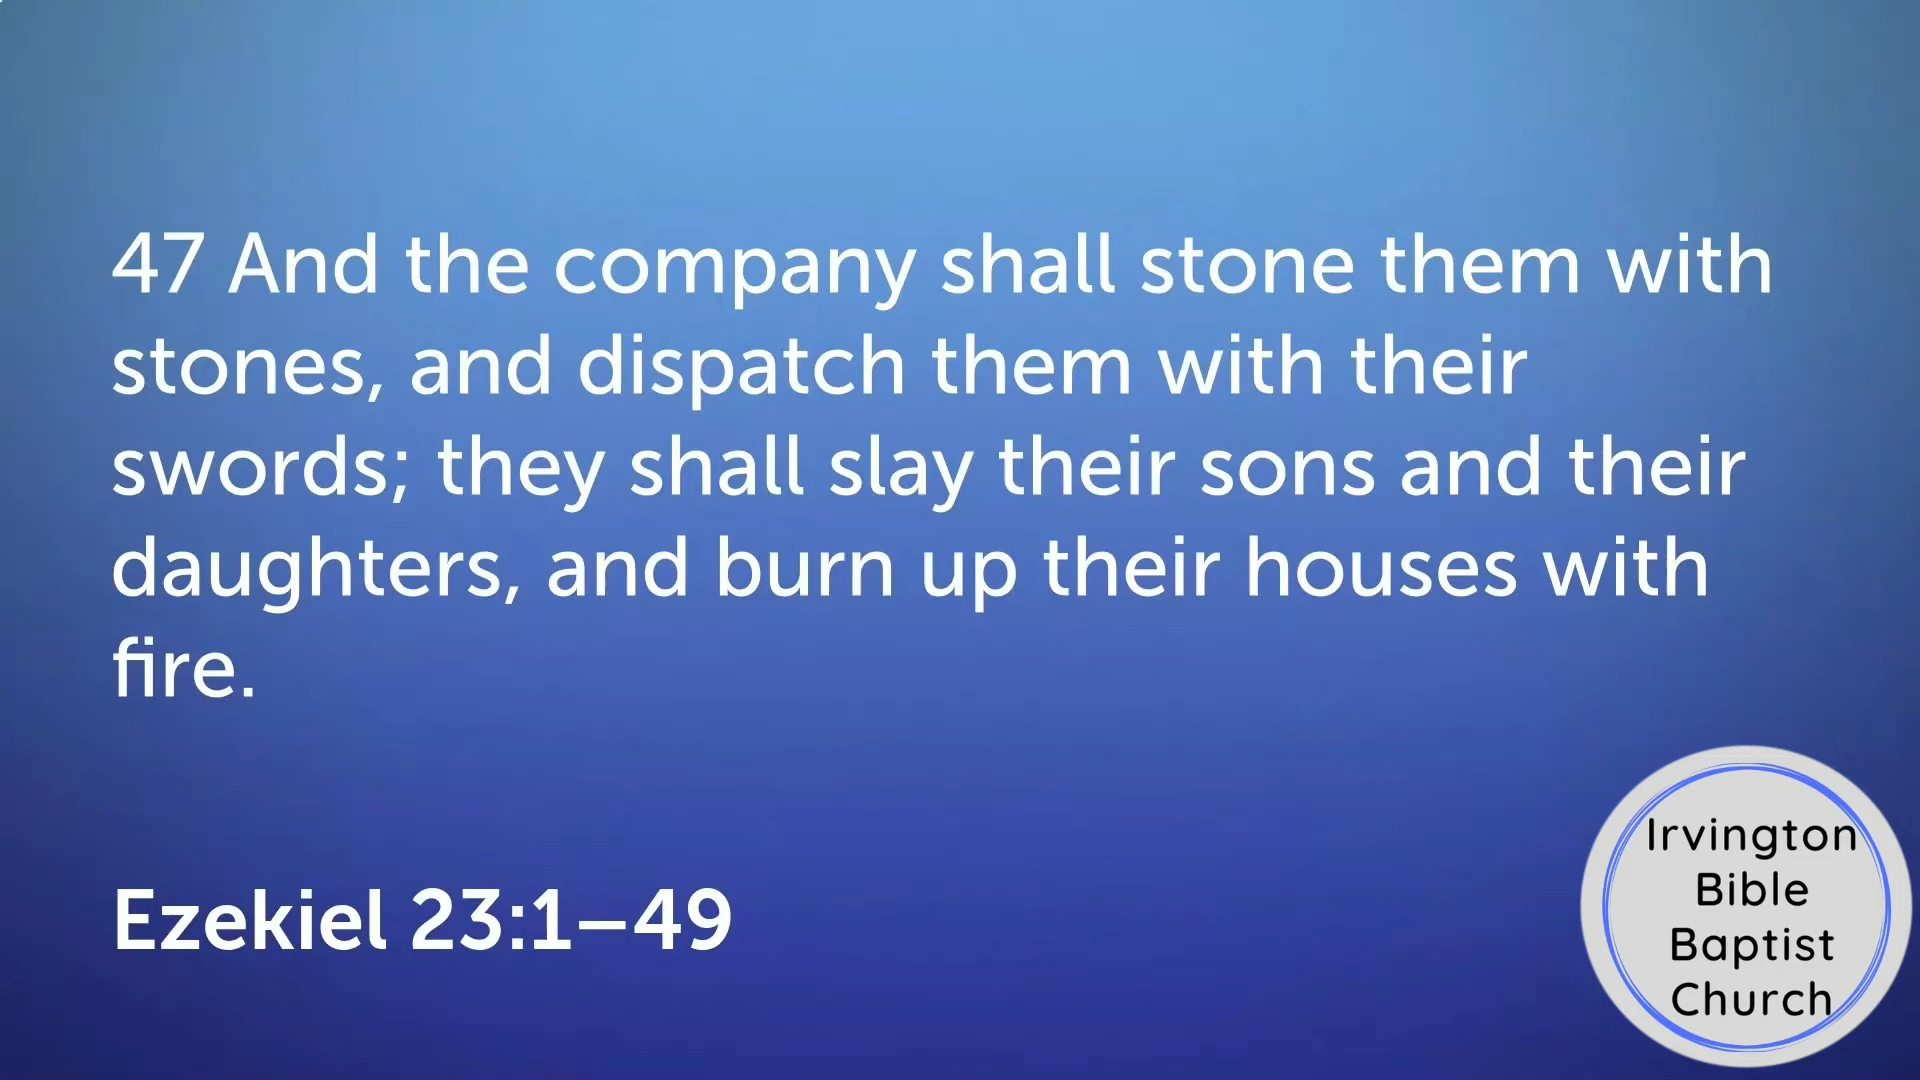 47 And the company shall stone them with
stones, and dispatch them with their
swords; they shall slay their sons and their
daughters, and burn up their houses with
fire.
Ezekiel 23:1–49
Irvington
Bible
Baptist
Church